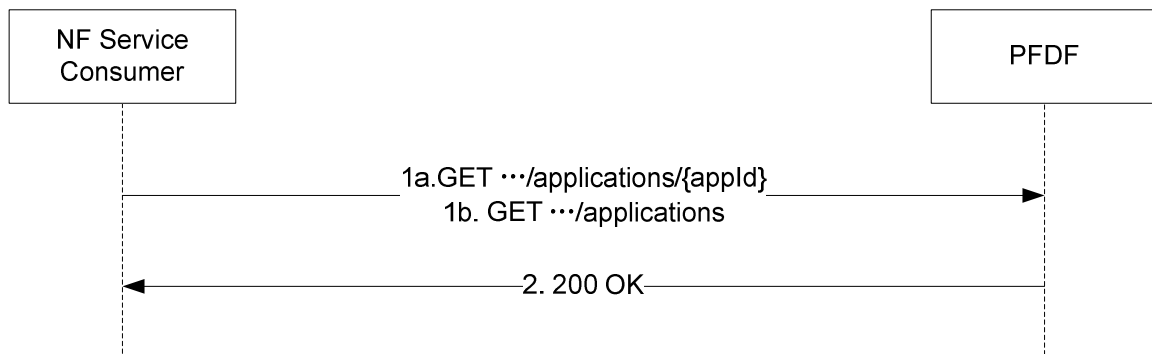 NF Service
Consumer
PFDF
1a.GET ···/applications/{appId}
1b. GET ···/applications
2. 200 OK